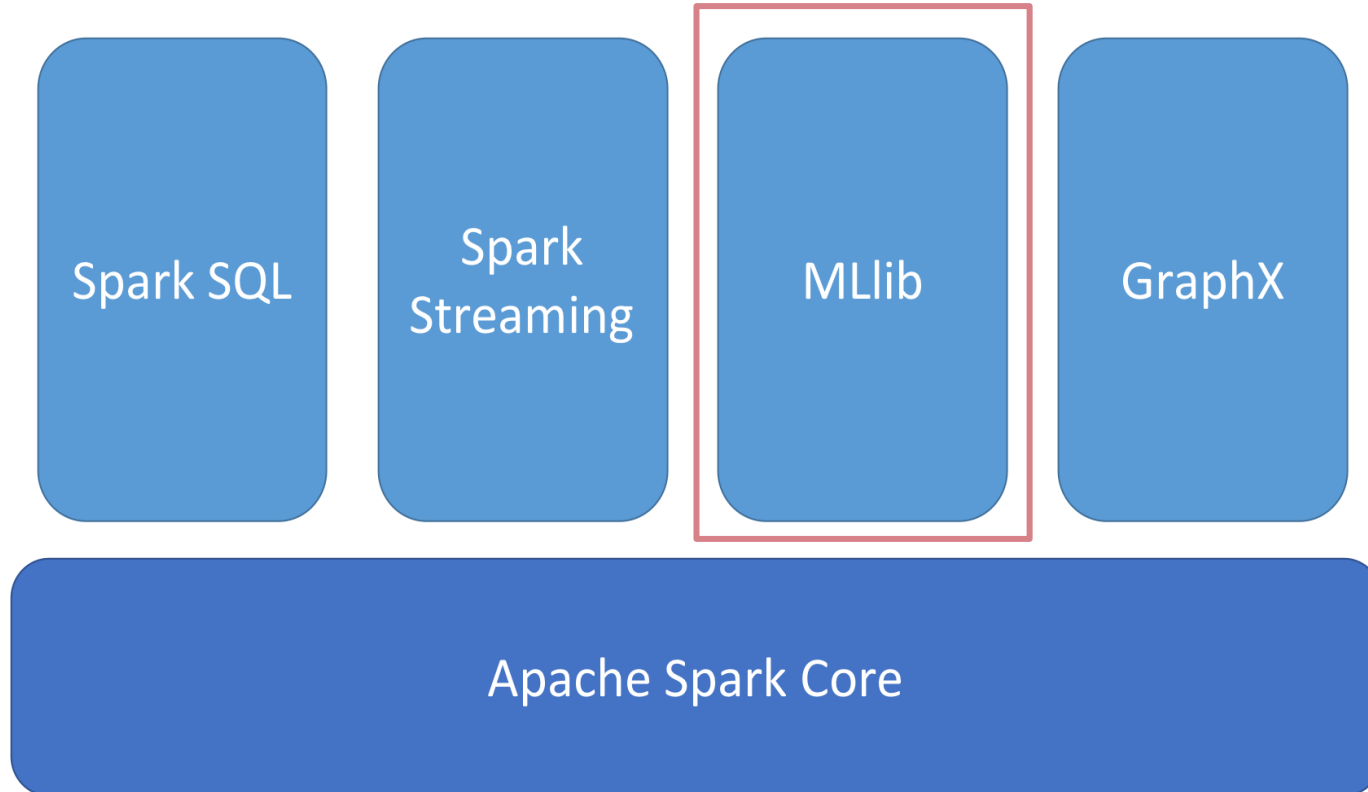 Spark SQL
Spark
Streaming
MLlib
GraphX
Apache Spark Core